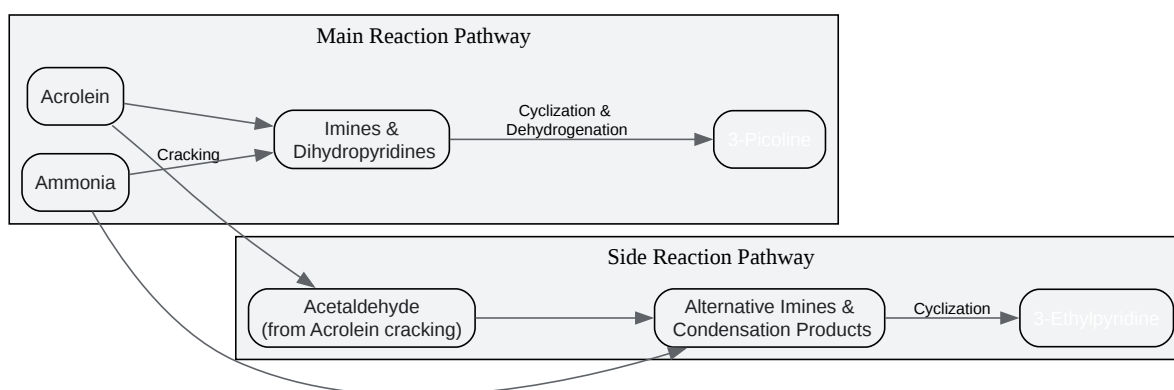 Main Reaction Pathway
Acrolein
Ammonia
Cracking
Imines &
Dihydropyridines
Cyclization &
Dehydrogenation
3-Picoline
Side Reaction Pathway
Acetaldehyde
(from Acrolein cracking)
Alternative Imines &
Condensation Products
Cyclization
3-Ethylpyridine